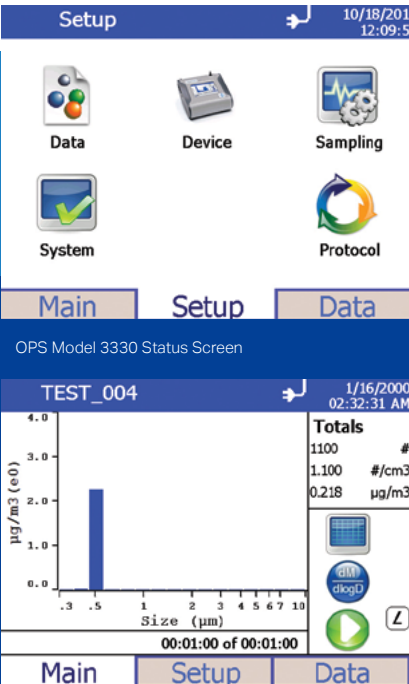 Setup
10/18/201
12:09:5
Data Device Sampling
System Protocol
Main Setup Data
OPS Model 3330 Status Screen
TEST_004
1/16/2000
02:32:31 AM
Totals
1100 #
1.100 #/cm3
0.218 µg/m3
µg/m3 (e0)
4.0
3.0
2.0
1.0
0.0
.3 .5 1 2 3 4 5 6 7 10
Size (µm)
dM
dlogD
L
00:01:00 of 00:01:00
Main Setup Data